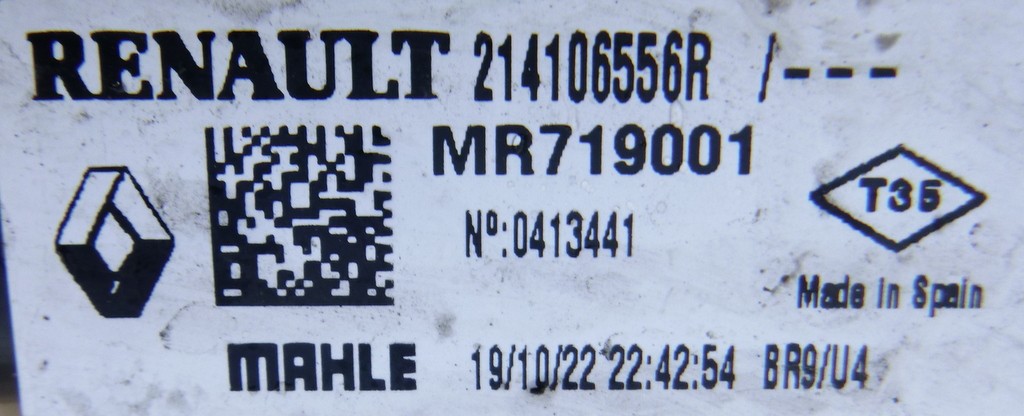 RENAULT 214106556R /---
MR719001
T35
Nº:0413441
Made in Spain
MAHLE 19/10/22 22:42:54 BR9/U4